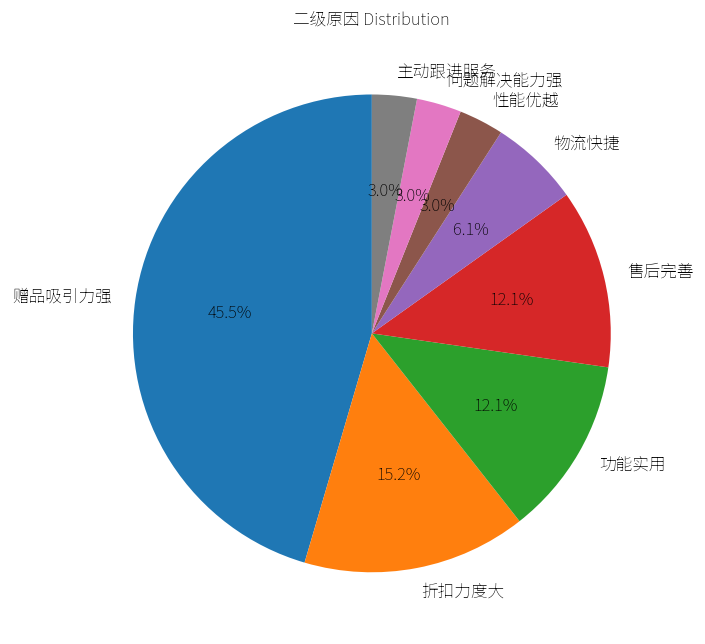 二级原因 Distribution
主动跟进服务
问题解决能力强
性能优越
物流快捷
售后完善
功能实用
折扣力度大
赠品吸引力强
3.0%
3.0%
3.0%
6.1%
12.1%
12.1%
15.2%
45.5%